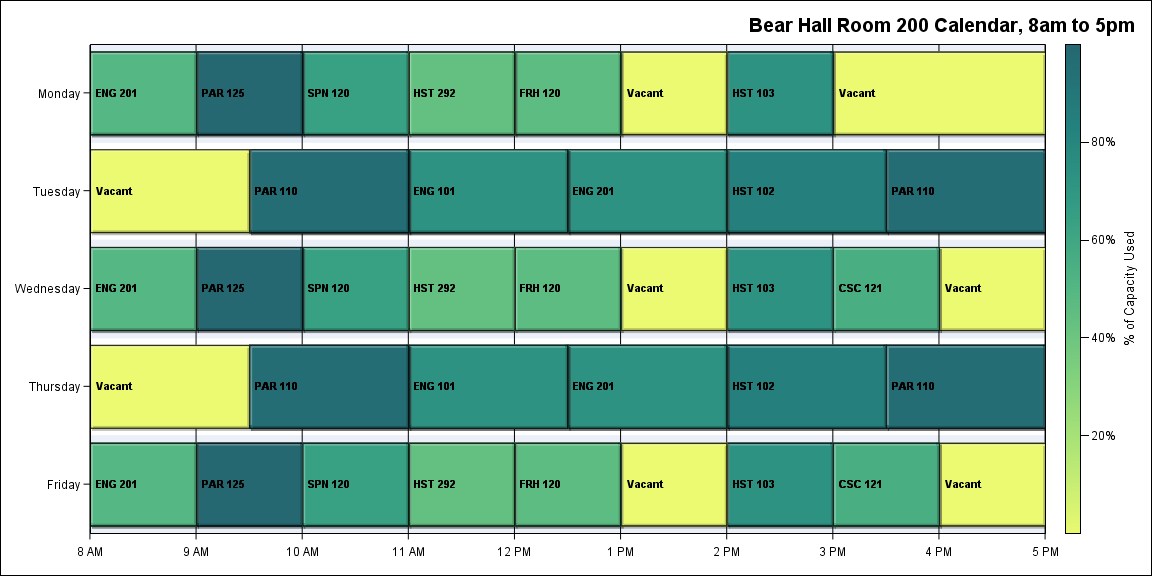 Bear Hall Room 200 Calendar, 8am to 5pm
Monday
ENG 201
PAR 125
SPN 120
HST 292
FRH 120
Vacant
HST 103
Vacant
Tuesday
Vacant
PAR 110
ENG 101
ENG 201
HST 102
PAR 110
Wednesday
ENG 201
PAR 125
SPN 120
HST 292
FRH 120
Vacant
HST 103
CSC 121
Vacant
Thursday
Vacant
PAR 110
ENG 101
ENG 201
HST 102
PAR 110
Friday
ENG 201
PAR 125
SPN 120
HST 292
FRH 120
Vacant
HST 103
CSC 121
Vacant
8 AM
9 AM
10 AM
11 AM
12 PM
1 PM
2 PM
3 PM
4 PM
5 PM
80%
60%
40%
20%
% of Capacity Used